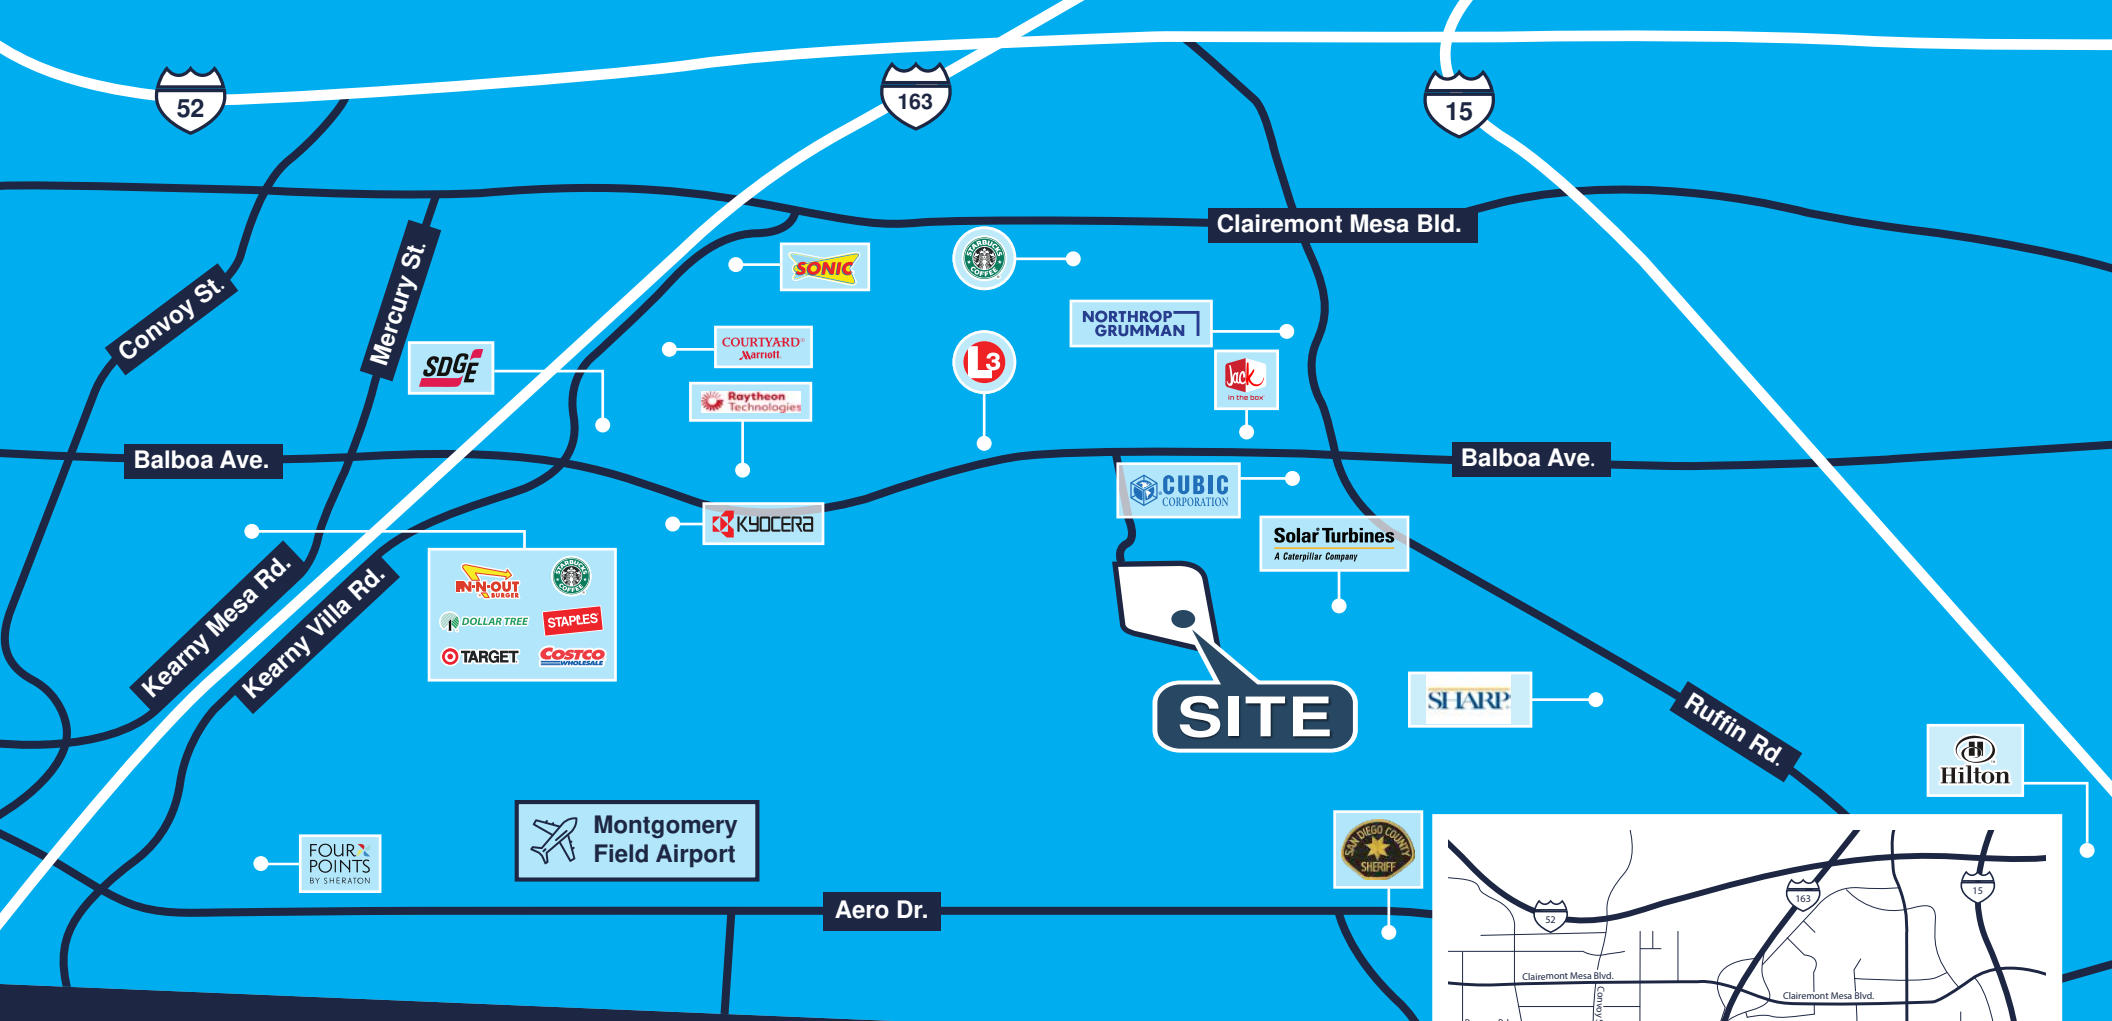 52
163
15
Clairemont Mesa Bld.
Convoy St.
Mercury St.
SONIC
STARBUCKS
COFFEE
NORTHROP
GRUMMAN
COURTYARD
Marriott
L3
SDGE
Jack
in the box
Raytheon
Technologies
Balboa Ave.
Balboa Ave.
CUBIC
CORPORATION
KYOCERA
Solar Turbines
A Caterpillar Company
Kearny Mesa Rd.
Kearny Villa Rd.
IN-N-OUT
BURGER
STARBUCKS
COFFEE
DOLLAR TREE
STAPLES
TARGET
COSTCO
WHOLESALE
SITE
SHARP
Ruffin Rd.
Hilton
Montgomery
Field Airport
FOUR
POINTS
BY SHERATON
SAN DIEGO COUNTY
SHERIFF
Aero Dr.
52
163
15
Clairemont Mesa Blvd.
Clairemont Mesa Blvd.